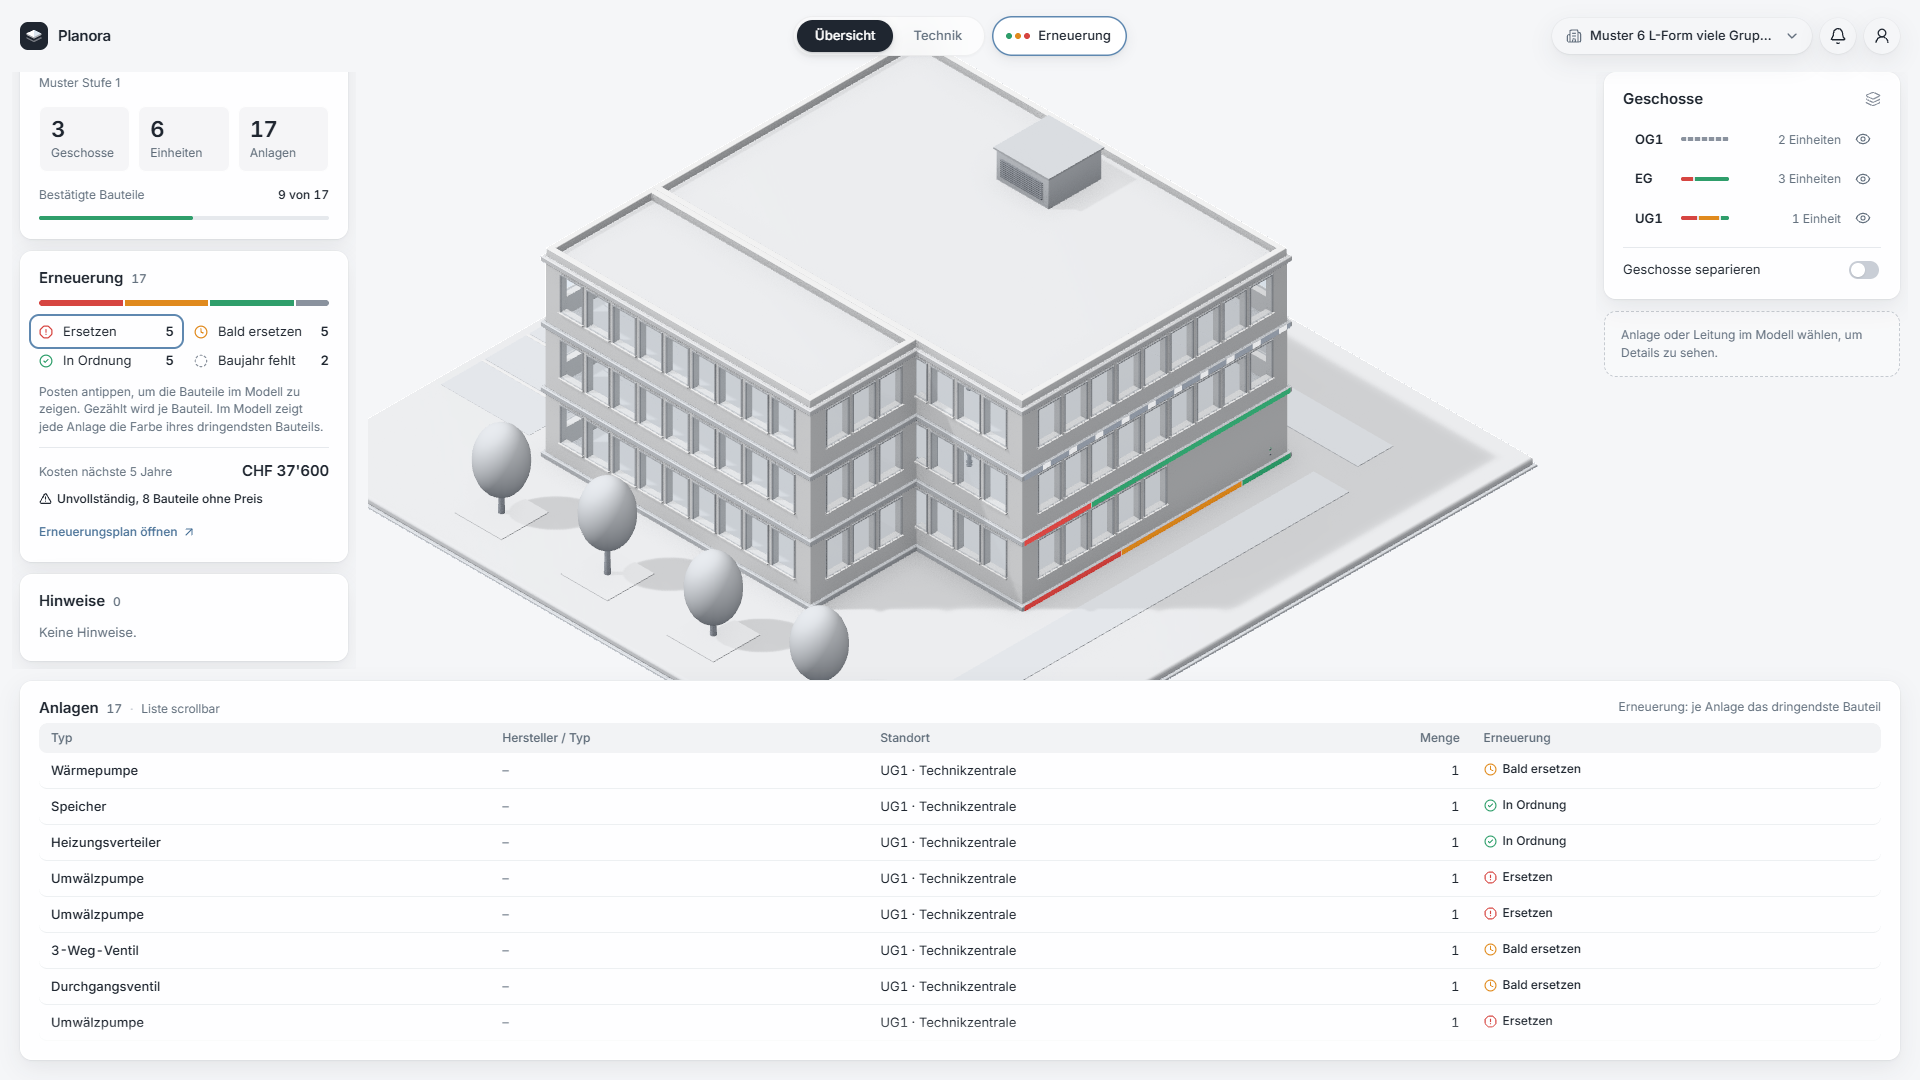 Planora
Übersicht
Technik
Erneuerung
Muster 6 L-Form viele Grup...
Muster Stufe 1
3
Geschosse
6
Einheiten
17
Anlagen
Bestätigte Bauteile
9 von 17
Erneuerung 17
Ersetzen 5
Bald ersetzen 5
In Ordnung 5
Baujahr fehlt 2
Posten antippen, um die Bauteile im Modell zu
zeigen. Gezählt wird je Bauteil. Im Modell zeigt
jede Anlage die Farbe ihres dringendsten Bauteils.
Kosten nächste 5 Jahre CHF 37'600
Unvollständig, 8 Bauteile ohne Preis
Erneuerungsplan öffnen
Hinweise 0
Keine Hinweise.
Geschosse
OG1 2 Einheiten
EG 3 Einheiten
UG1 1 Einheit
Geschosse separieren
Anlage oder Leitung im Modell wählen, um
Details zu sehen.
Anlagen 17 · Liste scrollbar
Erneuerung: je Anlage das dringendste Bauteil
Typ Hersteller / Typ Standort Menge Erneuerung
Wärmepumpe – UG1 · Technikzentrale 1 Bald ersetzen
Speicher – UG1 · Technikzentrale 1 In Ordnung
Heizungsverteiler – UG1 · Technikzentrale 1 In Ordnung
Umwälzpumpe – UG1 · Technikzentrale 1 Ersetzen
Umwälzpumpe – UG1 · Technikzentrale 1 Ersetzen
3-Weg-Ventil – UG1 · Technikzentrale 1 Bald ersetzen
Durchgangsventil – UG1 · Technikzentrale 1 Bald ersetzen
Umwälzpumpe – UG1 · Technikzentrale 1 Ersetzen